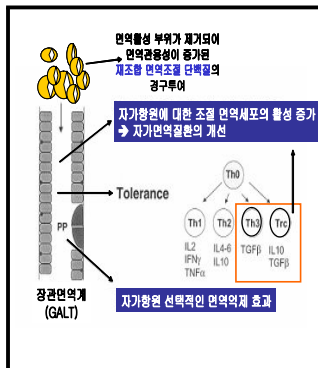 면역활성 부위가 제거되어
면역관용성이 증가된
재조합 면역조절 단백질의
경구투여
자가항원에 대한 조절 면역세포의 활성 증가
➔ 자가면역질환의 개선
Tolerance
PP
Th0
Th1
Th2
Th3
Trc
IL2
IFNγ
TNFα
IL4-6
IL10
TGFβ
IL10
TGFβ
자가항원 선택적인 면역억제 효과
장관면역계
(GALT)